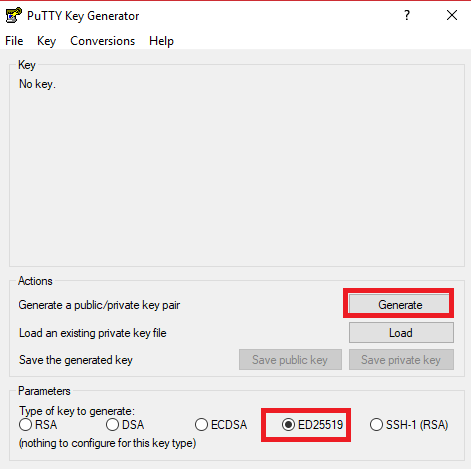 PuTTY Key Generator
File Key Conversions Help
Key
No key.
Actions
Generate a public/private key pair Generate
Load an existing private key file Load
Save the generated key Save public key Save private key
Parameters
Type of key to generate:
RSA DSA ECDSA ED25519 SSH-1 (RSA)
(nothing to configure for this key type)